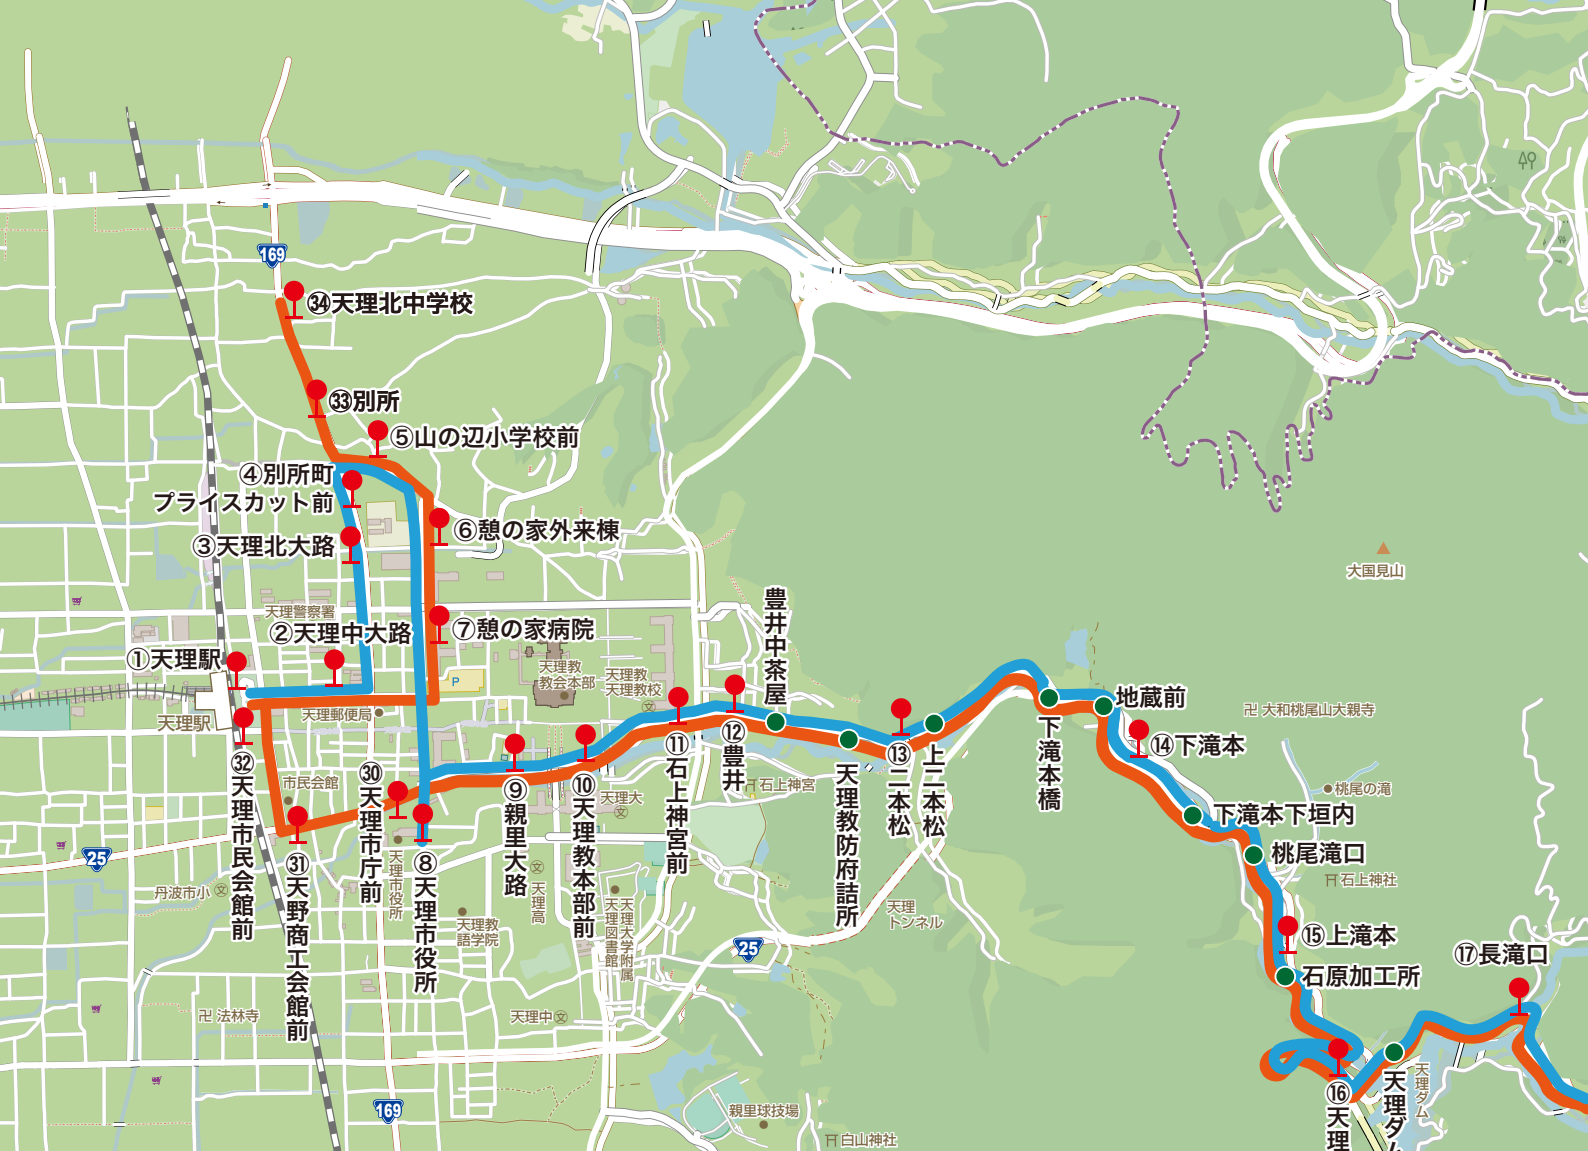 169
㉞天理北中学校
㉝別所
⑤山の辺小学校前
④別所町
プライスカット前
③天理北大路
⑥憩の家外来棟
天理警察署
②天理中大路
⑦憩の家病院
①天理駅
天理駅
天理郵便局
P
天理教
教会本部
天理教
天理教校
文
豊井中茶屋
大国見山
卍 大和桃尾山大親寺
地蔵前
下滝本橋
⑭下滝本
⑪石上神宮前
⑫豊井
石上神宮
天理教防府詰所
⑬二本松
上二本松
桃尾の滝
下滝本下垣内
桃尾滝口
石上神社
⑮上滝本
石原加工所
⑰長滝口
⑯天理
天理ダム
天理ダム
㉜天理市民会館前
市民会館
㉛天野商工会館前
㉚天理市庁前
天理市役所
⑧天理市役所
⑨親里大路
⑩天理教本部前
天理大
文
文
天理高
25
丹波市小
文
天理教
語学院
天理大学附属
天理図書館
天理
トンネル
25
卍 法林寺
天理中
文
169
親里球技場
白山神社